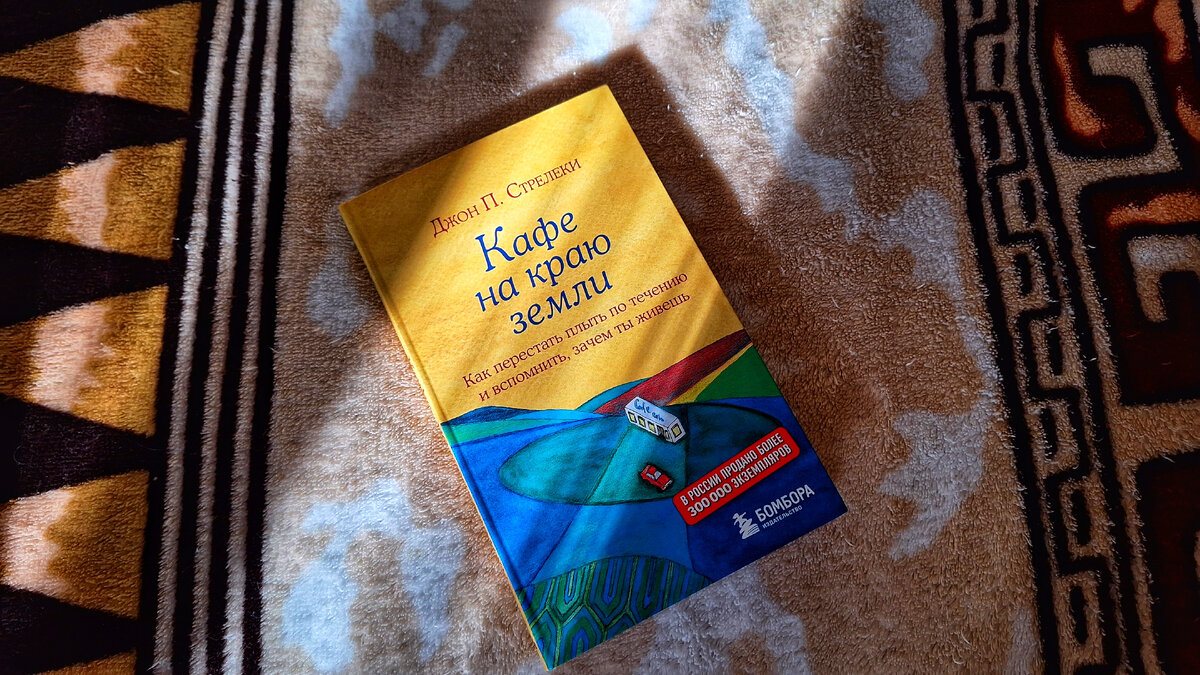 Джон П. Стрелеки
Кафе
на краю
земли
Как перестать плыть по течению
и вспомнить, зачем ты живешь
В РОССИИ ПРОДАНО БОЛЕЕ
300 000 ЭКЗЕМПЛЯРОВ
БОМБОРА
ИЗДАТЕЛЬСТВО